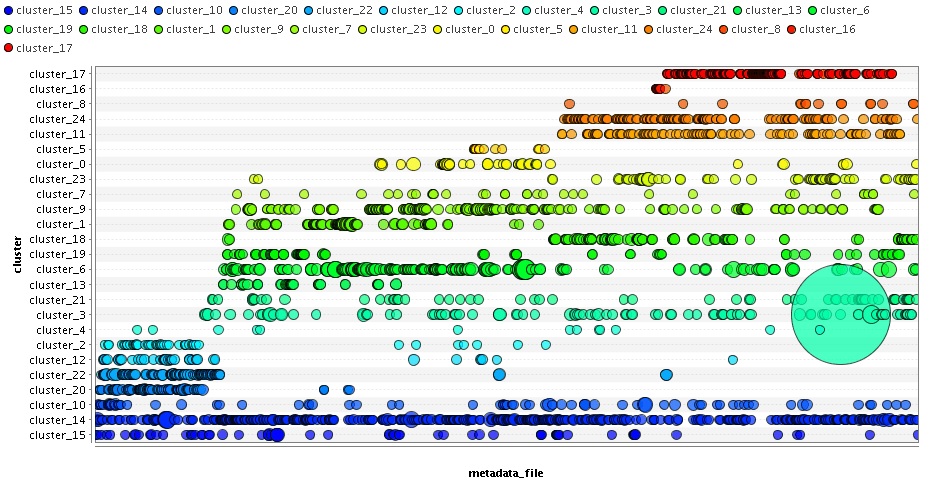 cluster_15 cluster_14 cluster_10 cluster_20 cluster_22 cluster_12 cluster_2 cluster_4 cluster_3 cluster_21 cluster_13 cluster_6
cluster_19 cluster_18 cluster_1 cluster_9 cluster_7 cluster_23 cluster_0 cluster_5 cluster_11 cluster_24 cluster_8 cluster_16
cluster_17
cluster_17
cluster_16
cluster_8
cluster_24
cluster_11
cluster_5
cluster_0
cluster_23
cluster_7
cluster_9
cluster_1
cluster_18
cluster_19
cluster_6
cluster_13
cluster_21
cluster_3
cluster_4
cluster_2
cluster_12
cluster_22
cluster_20
cluster_10
cluster_14
cluster_15
cluster
metadata_file